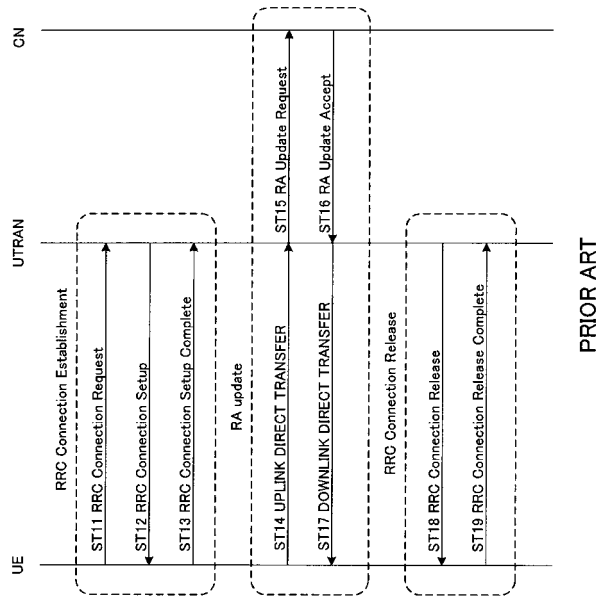 UE
UTRAN
CN
RRC Connection Establishment
ST11 RRC Connection Request
ST12 RRC Connection Setup
ST13 RRC Connection Setup Complete
RA update
ST14 UPLINK DIRECT TRANSFER
ST15 RA Update Request
ST16 RA Update Accept
ST17 DOWNLINK DIRECT TRANSFER
RRC Connection Release
ST18 RRC Connection Release
ST19 RRC Connection Release Complete
PRIOR ART